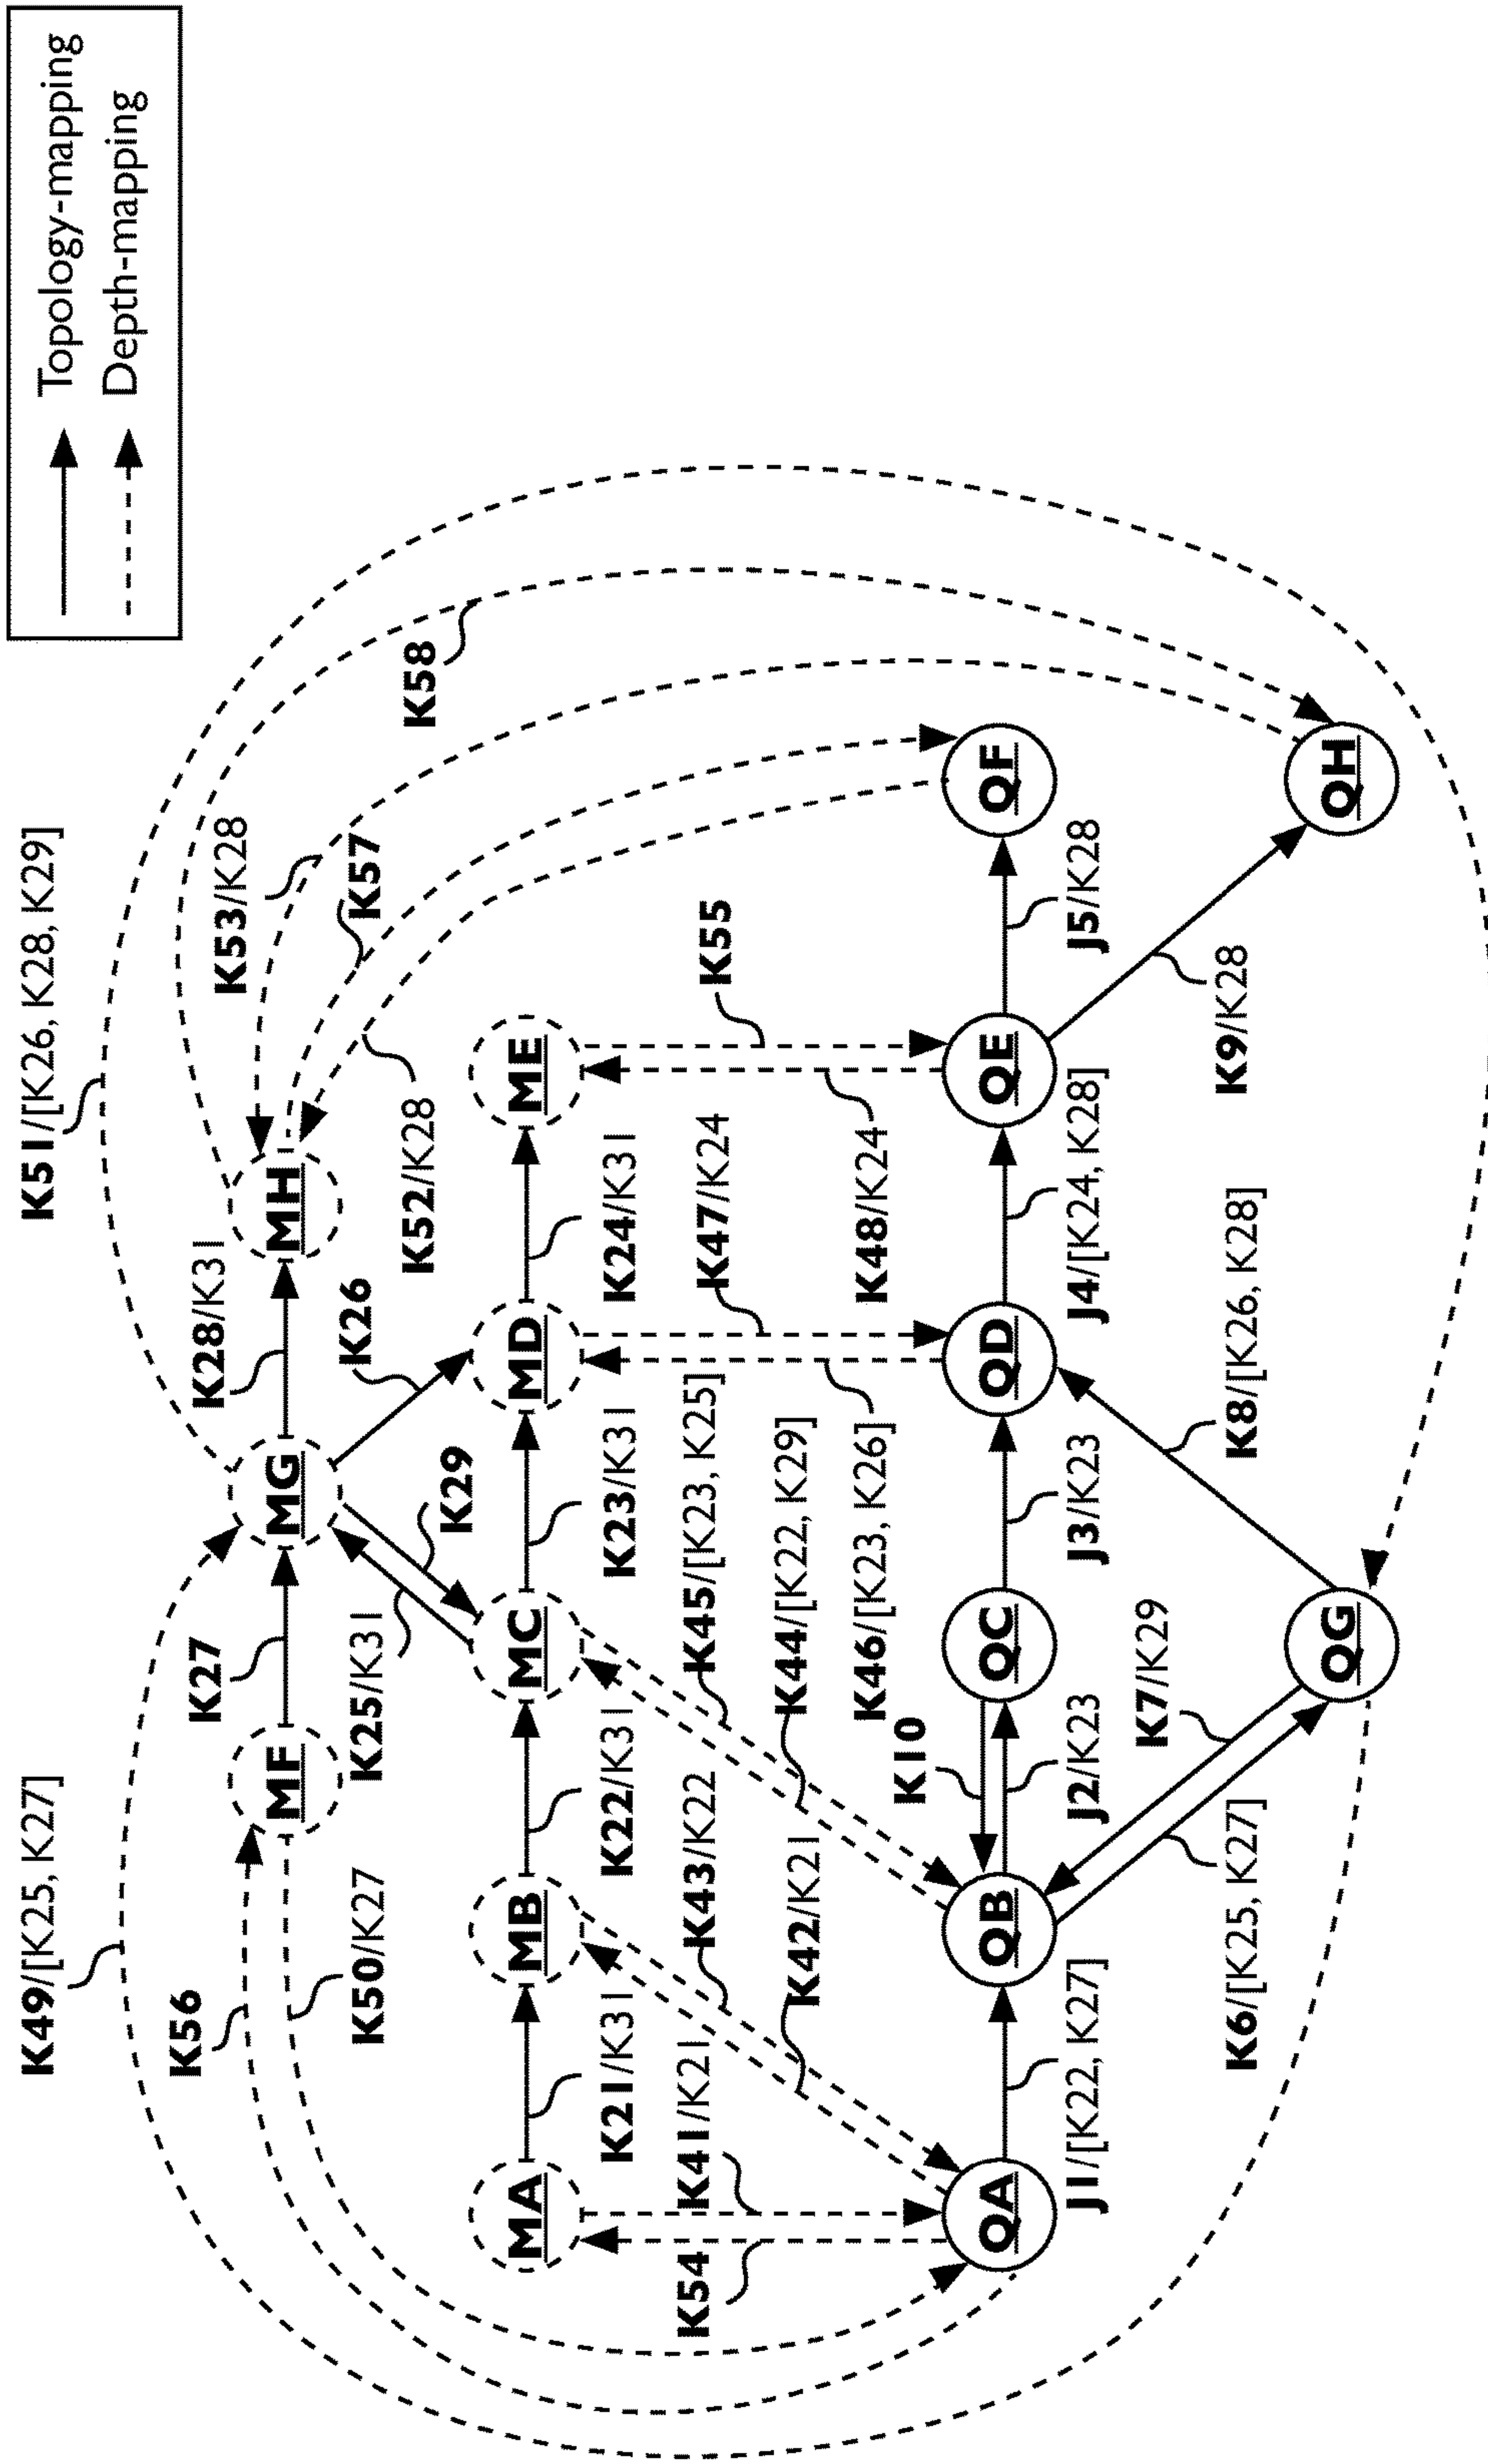 Topology-mapping
Depth-mapping
K49/[K25, K27]
K51/[K26, K28, K29]
K56
K27
K28/K31
K53/K28
MF
MG
MH
K50/K27
K25/K31
K29
K26
K57
K58
K52/K28
MA
MB
MC
MD
ME
K21/K31
K22/K31
K23/K31
K24/K31
K54
K41/K21
K43/K22
K45/[K23, K25]
K47/K24
K55
K42/K21
K44/[K22, K29]
K46/[K23, K26]
K48/K24
K10
QA
QB
QC
QD
QE
QF
J1/[K22, K27]
J2/K23
J3/K23
J4/[K24, K28]
J5/K28
K7/K29
K6/[K25, K27]
K8/[K26, K28]
K9/K28
QG
QH